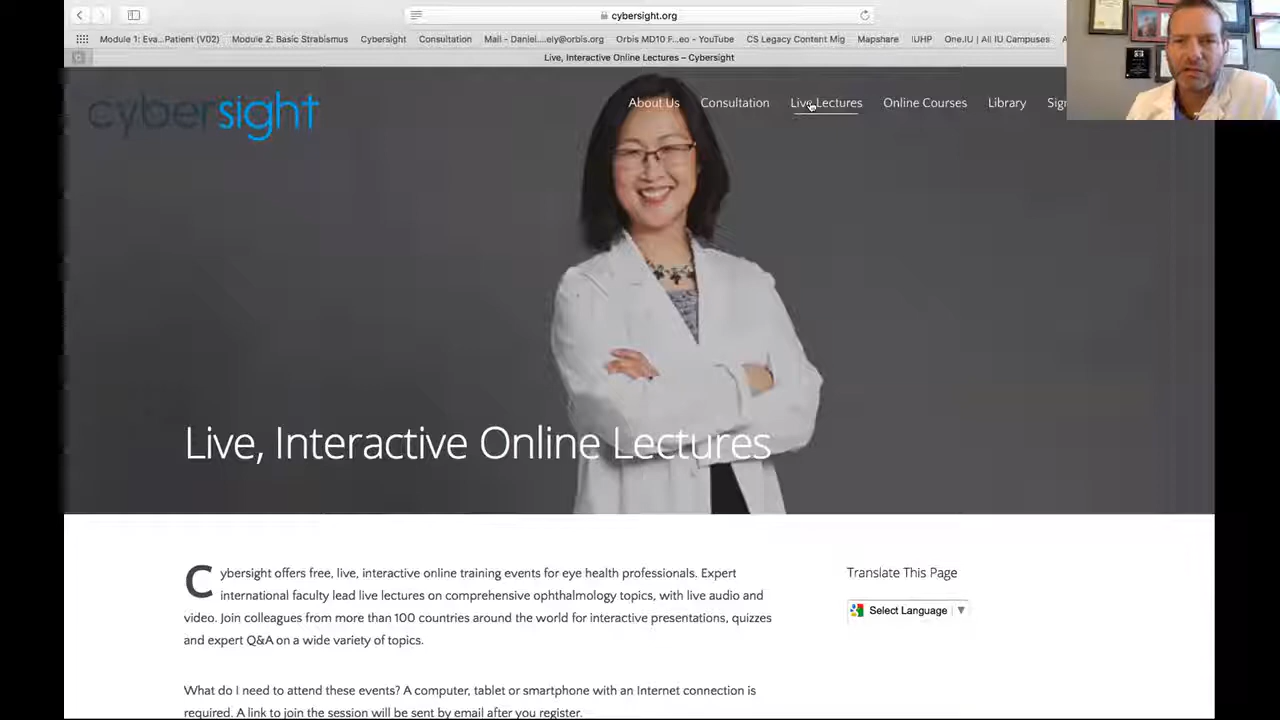 cybersight.org
Module 1: Eva...Patient (V02) Module 2: Basic Strabismus Cybersight Consultation Mail - Daniel....ely@orbis.org Orbis MD10 F...eo - YouTube CS Legacy Content Mig Mapshare IUHP One.IU | All IU Campuses
Live, Interactive Online Lectures – Cybersight
cybersight
About Us Consultation Live Lectures Online Courses Library
Live, Interactive Online Lectures
Cybersight offers free, live, interactive online training events for eye health professionals. Expert
international faculty lead live lectures on comprehensive ophthalmology topics, with live audio and
video. Join colleagues from more than 100 countries around the world for interactive presentations, quizzes
and expert Q&A on a wide variety of topics.
What do I need to attend these events? A computer, tablet or smartphone with an Internet connection is
required. A link to join the session will be sent by email after you register.
Translate This Page
Select Language